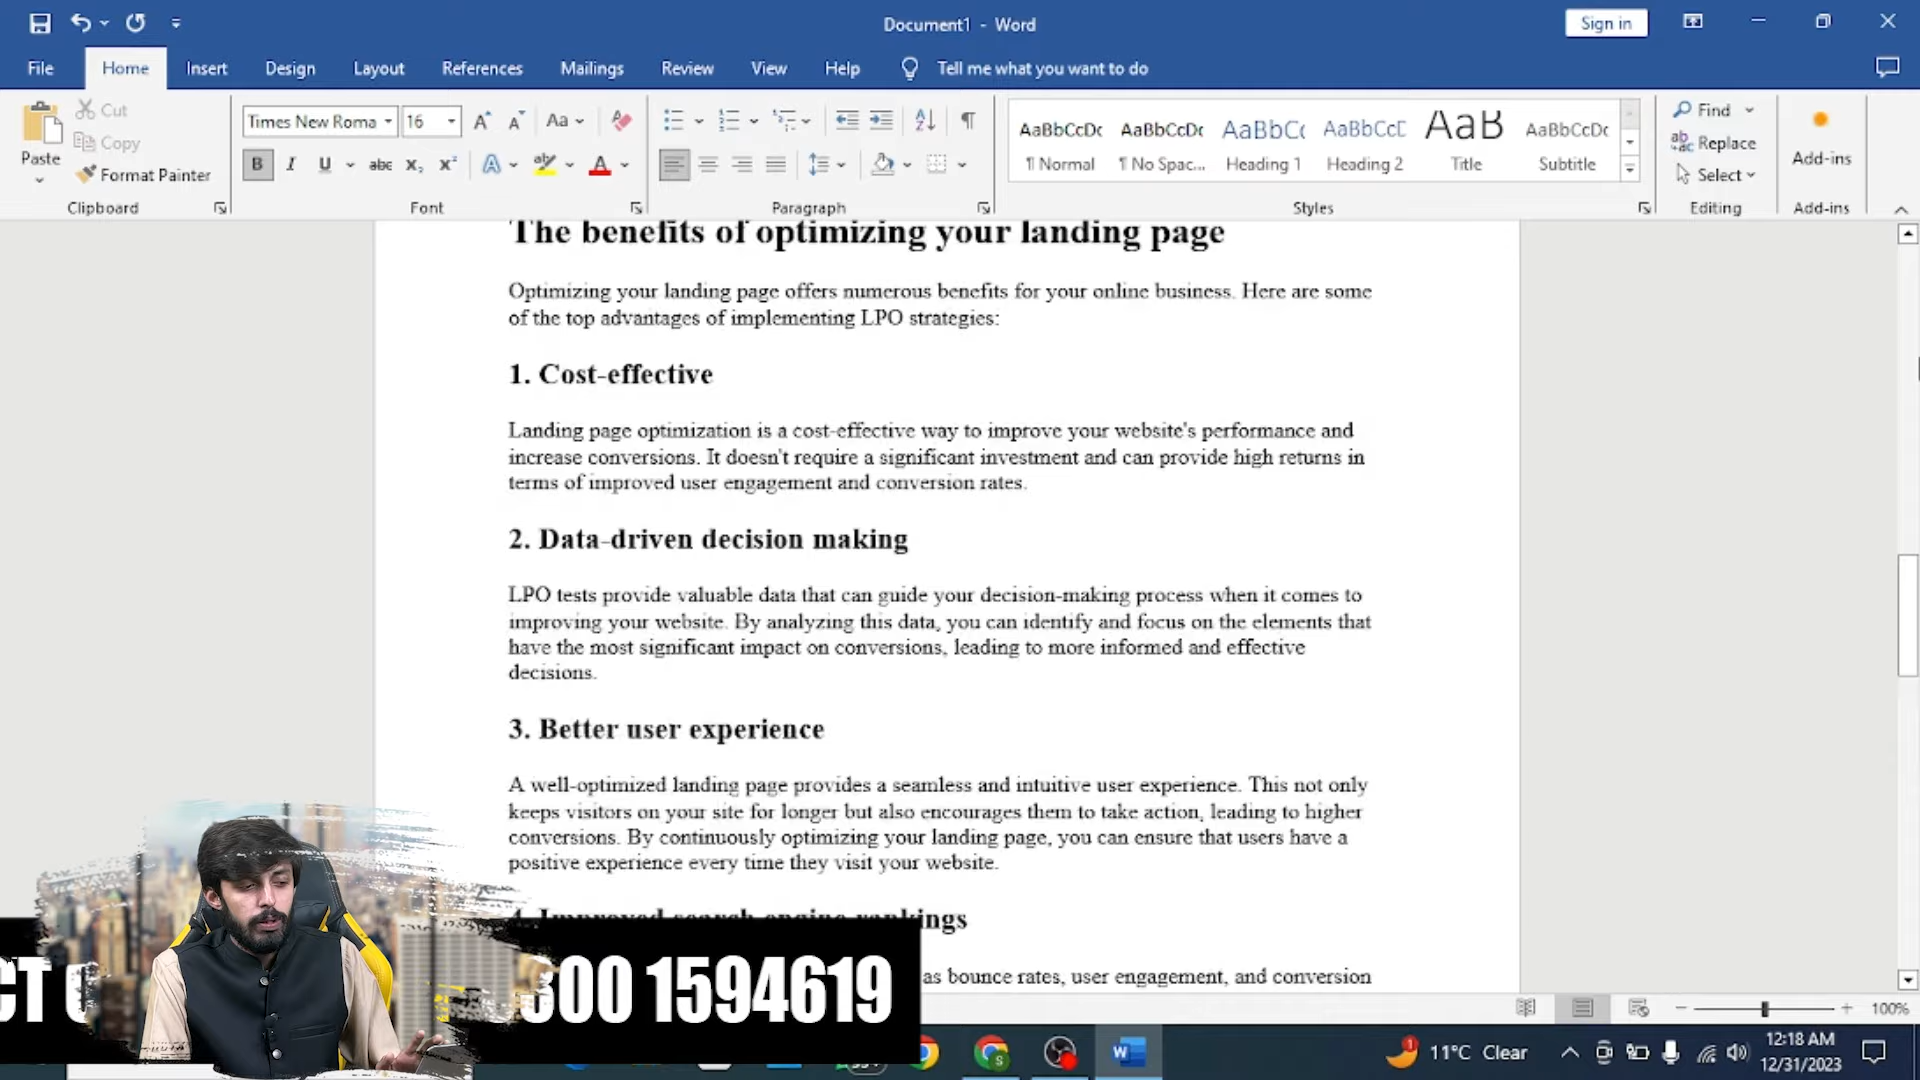 Document1 - Word
Sign in
File Home Insert Design Layout References Mailings Review View Help Tell me what you want to do
Paste
Cut
Copy
Format Painter
Clipboard
Times New Roma 16
Aa
B I U abc X₂ X² A A
Font
Paragraph
AaBbCcDc AaBbCcDc AaBbC AaBbCcD AaB AaBbCcDc
¶ Normal ¶ No Spac... Heading 1 Heading 2 Title Subtitle
Styles
Find
Replace
Select
Editing
Add-ins
Add-ins
The benefits of optimizing your landing page
Optimizing your landing page offers numerous benefits for your online business. Here are some
of the top advantages of implementing LPO strategies:
1. Cost-effective
Landing page optimization is a cost-effective way to improve your website's performance and
increase conversions. It doesn't require a significant investment and can provide high returns in
terms of improved user engagement and conversion rates.
2. Data-driven decision making
LPO tests provide valuable data that can guide your decision-making process when it comes to
improving your website. By analyzing this data, you can identify and focus on the elements that
have the most significant impact on conversions, leading to more informed and effective
decisions.
3. Better user experience
A well-optimized landing page provides a seamless and intuitive user experience. This not only
keeps visitors on your site for longer but also encourages them to take action, leading to higher
conversions. By continuously optimizing your landing page, you can ensure that users have a
positive experience every time they visit your website.
4. Improved search engine rankings
as bounce rates, user engagement, and conversion
CT 300 1594619
100%
11°C Clear
12:18 AM
12/31/2023